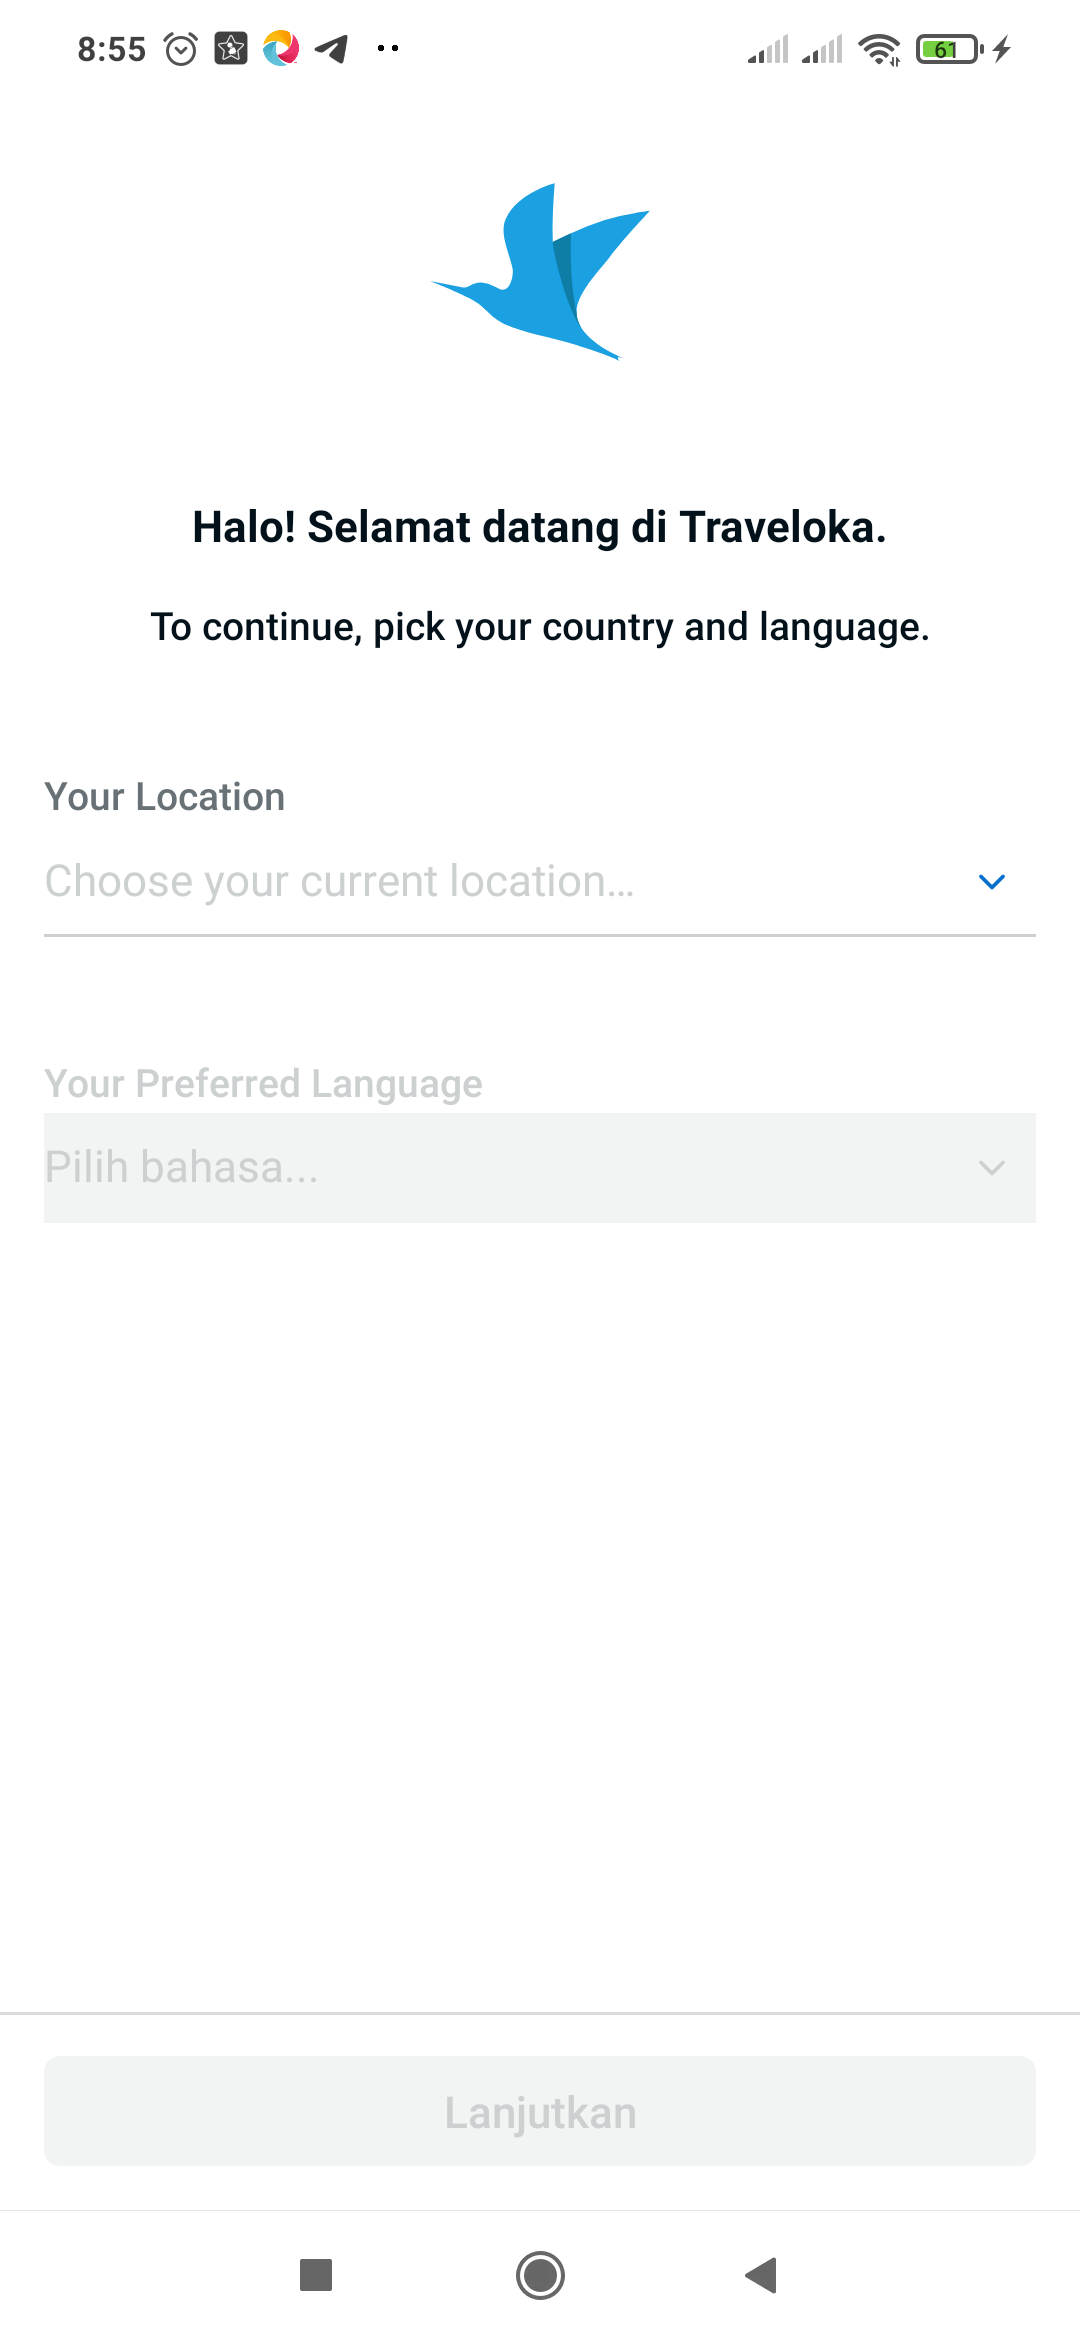 8:55
61
Halo! Selamat datang di Traveloka.
To continue, pick your country and language.
Your Location
Choose your current location...
Your Preferred Language
Pilih bahasa...
Lanjutkan